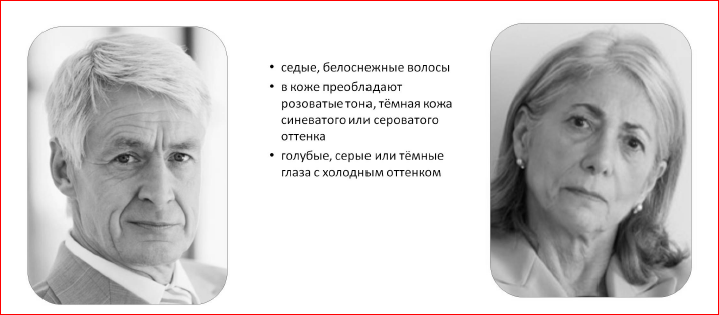 • седые, белоснежные волосы
• в коже преобладают
розоватые тона, тёмная кожа
синеватого или сероватого
оттенка
• голубые, серые или тёмные
глаза с холодным оттенком